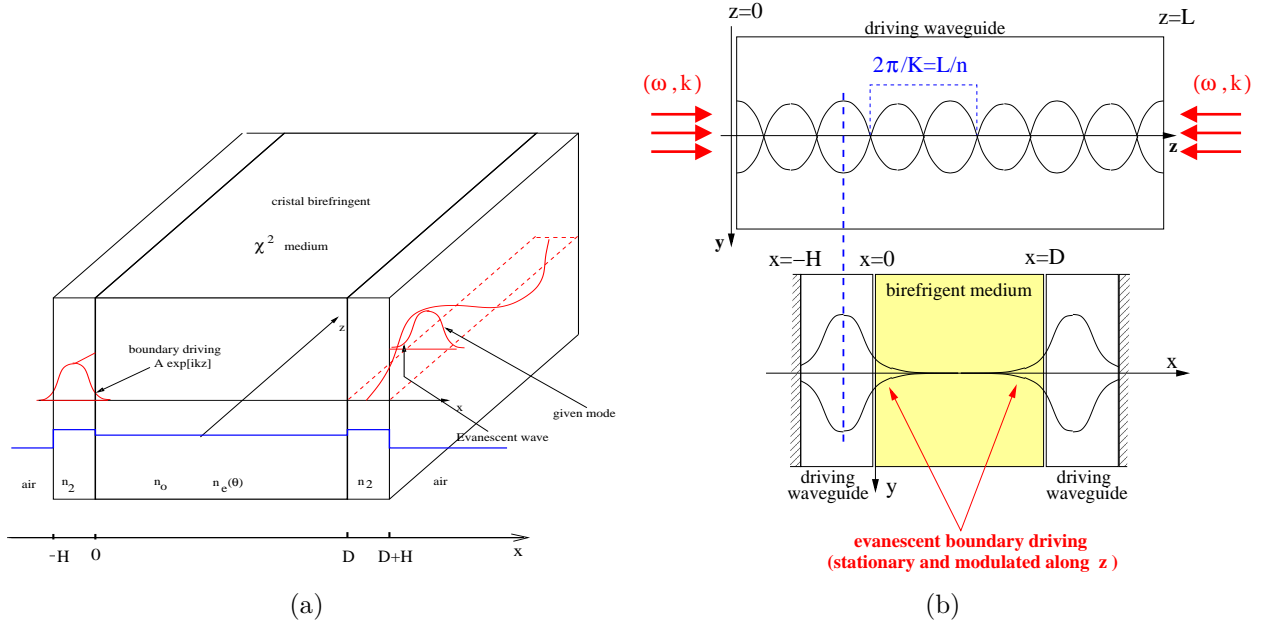 cristal birefringent
χ² medium
z
boundary driving
A exp[ikz]
x
given mode
Evanescent wave
air
n₂
n₀
nₑ(θ)
n₂
air
-H
0
D
D+H
x
(a)
z=0
z=L
driving waveguide
2π/K=L/n
(ω,k)
(ω,k)
z
y
x=−H
x=0
x=D
birefrigent medium
x
driving
waveguide
y
driving
waveguide
evanescent boundary driving
(stationary and modulated along z )
(b)